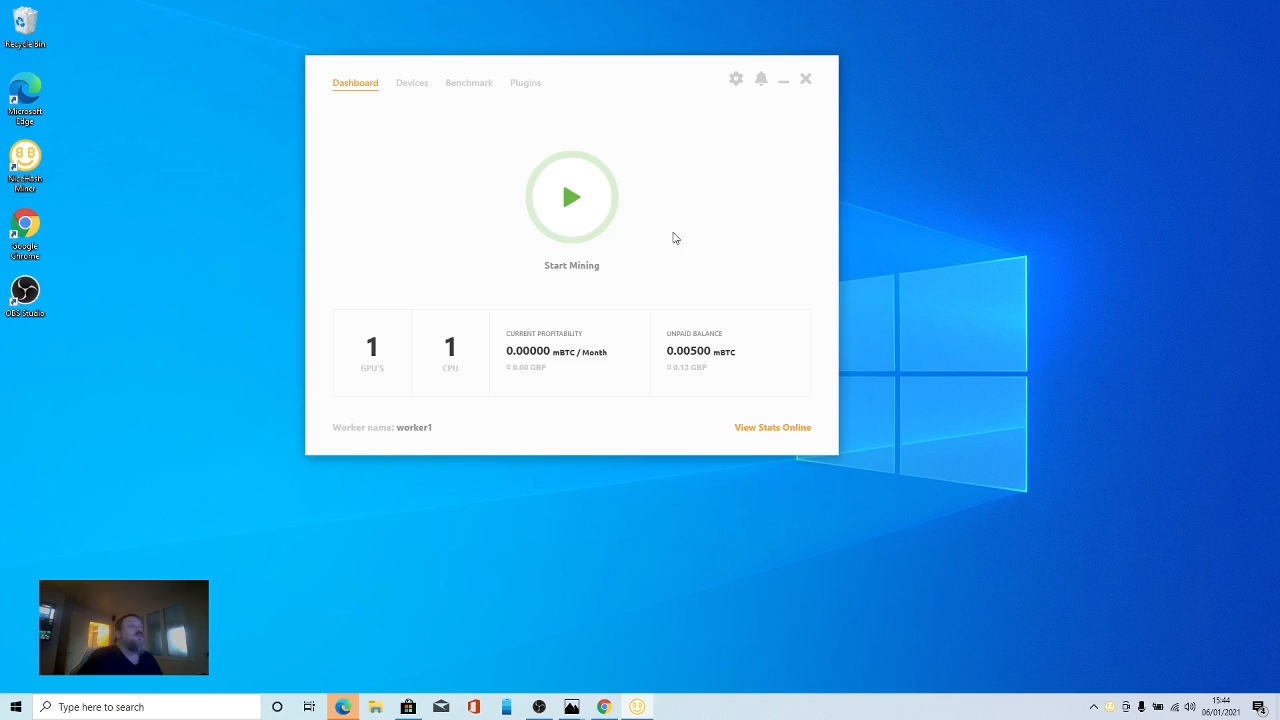 Recycle Bin
Microsoft
Edge
NiceHash
Miner
Google
Chrome
OBS Studio
Dashboard
Devices
Benchmark
Plugins
Start Mining
1
GPU'S
1
CPU
CURRENT PROFITABILITY
0.00000 mBTC / Month
= 0.00 GBP
UNPAID BALANCE
0.00500 mBTC
= 0.13 GBP
Worker name: worker1
View Stats Online
Type here to search
15:44
06/01/2021